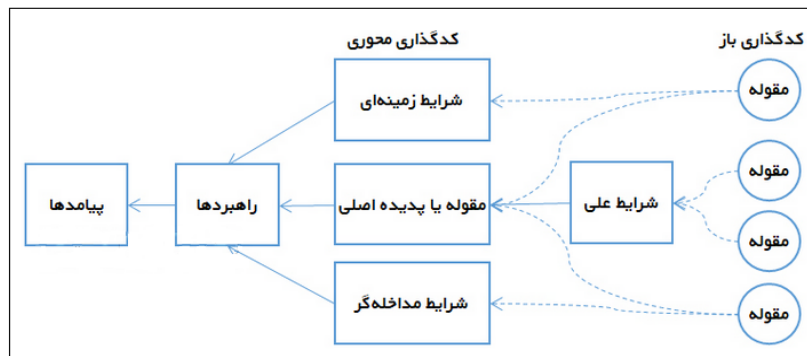 کدگذاری باز
کدگذاری محوری
مقوله
شرایط زمینه‌ای
مقوله
شرایط علی
مقوله یا پدیده اصلی
راهبردها
پیامدها
مقوله
مقوله
شرایط مداخله‌گر